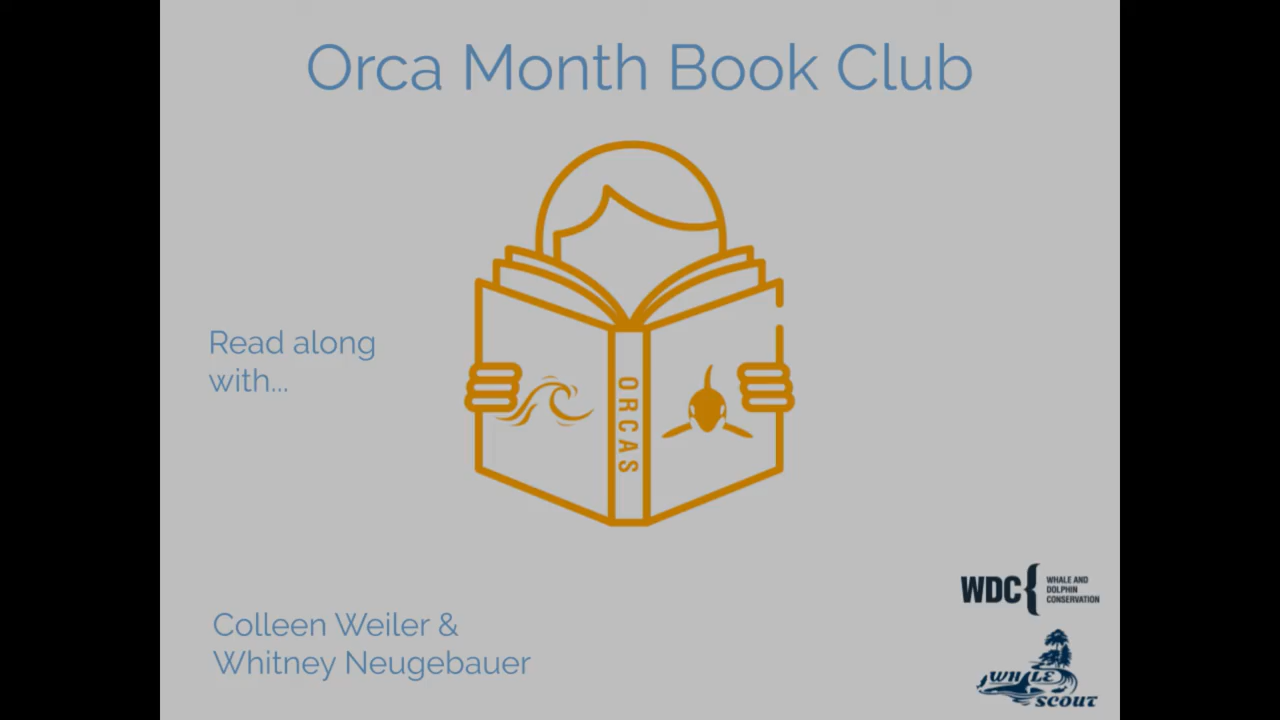 Orca Month Book Club
Read along
with...
ORCAS
Colleen Weiler &
Whitney Neugebauer
WDC
WHALE AND
DOLPHIN
CONSERVATION
WHALE
SCOUT